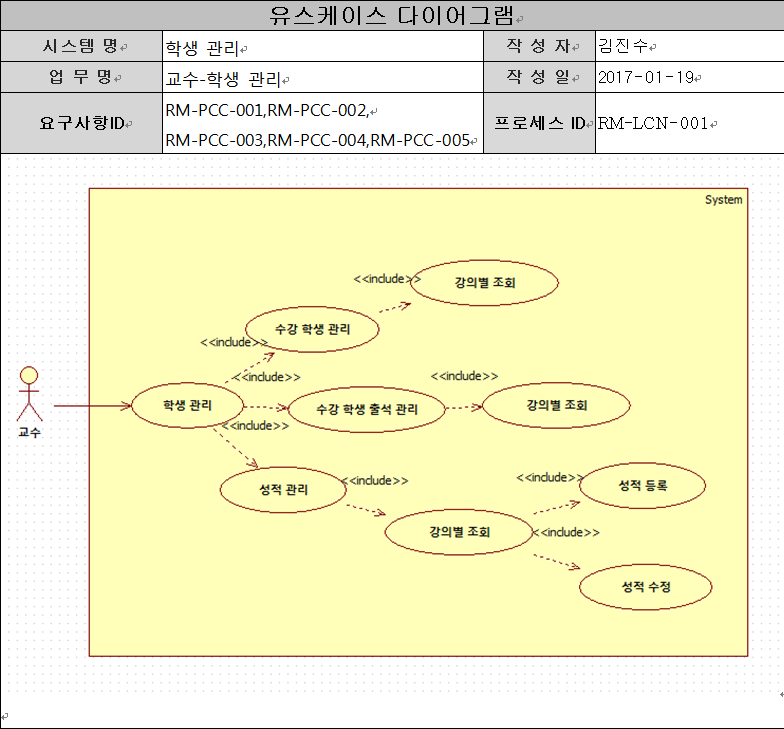 유스케이스 다이어그램
시스템 명 학생 관리 작 성 자 김진수
업 무 명 교수-학생 관리 작 성 일 2017-01-19
요구사항ID RM-PCC-001,RM-PCC-002,
RM-PCC-003,RM-PCC-004,RM-PCC-005
프로세스 ID RM-LCN-001
System
<<include>>
강의별 조회
수강 학생 관리
<<include>>
<<include>>
<<include>>
학생 관리
수강 학생 출석 관리
강의별 조회
교수
<<include>>
성적 관리
<<include>>
<<include>>
성적 등록
강의별 조회
<<include>>
성적 수정